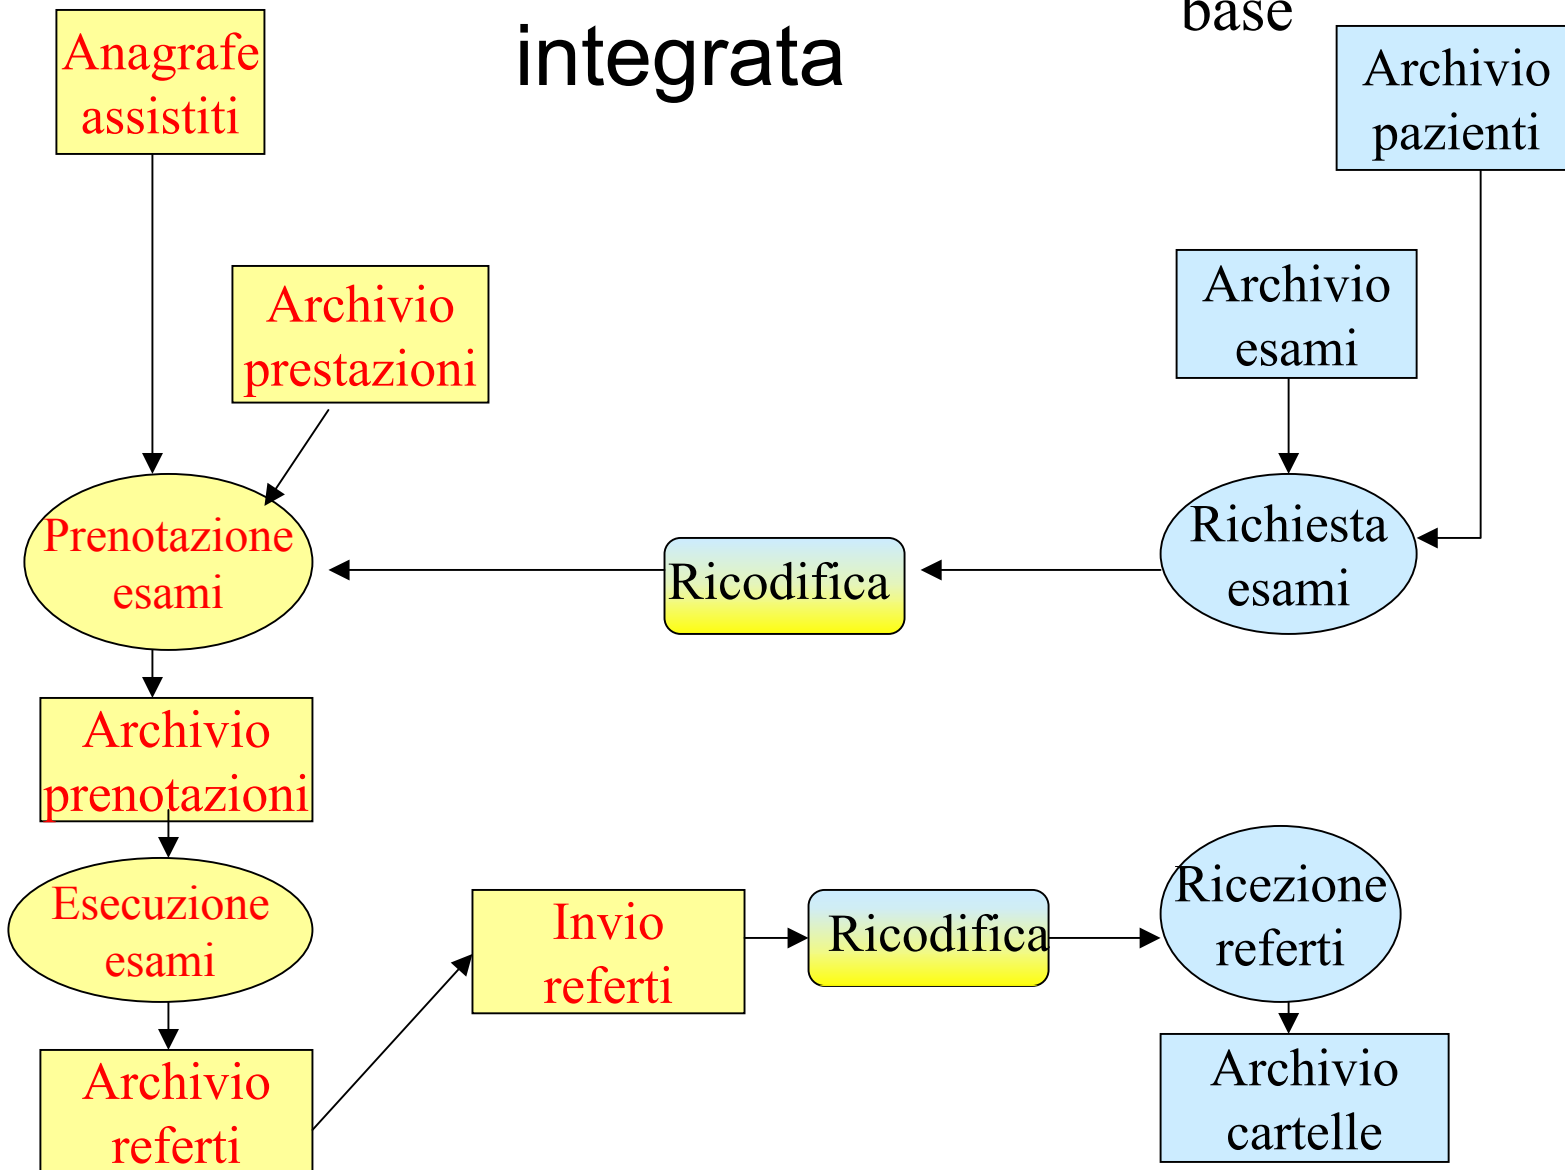 integrata
base
Anagrafe
assistiti
Archivio
pazienti
Archivio
prestazioni
Archivio
esami
Prenotazione
esami
Ricodifica
Richiesta
esami
Archivio
prenotazioni
Esecuzione
esami
Invio
referti
Ricodifica
Ricezione
referti
Archivio
referti
Archivio
cartelle